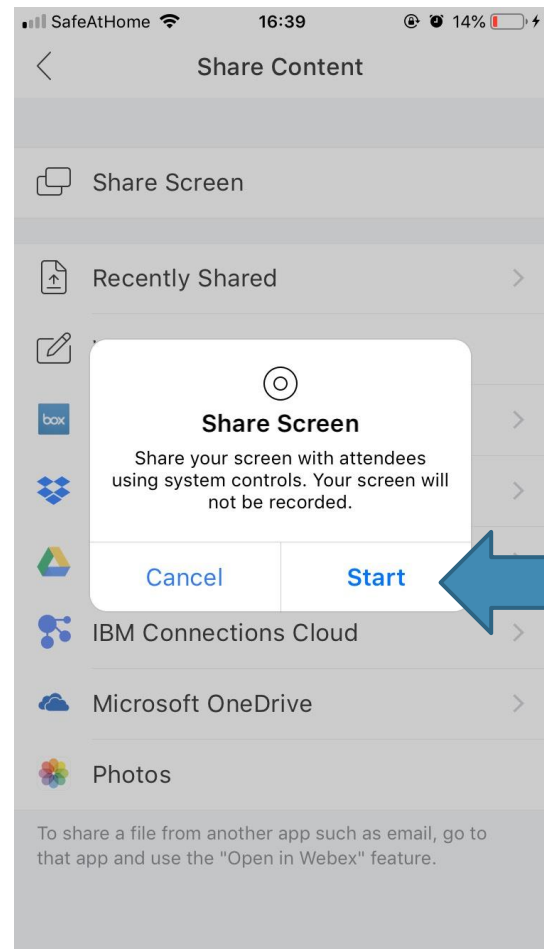 SafeAtHome 16:39 14%
Share Content
Share Screen
Recently Shared
box
Share Screen
Share your screen with attendees
using system controls. Your screen will
not be recorded.
Cancel Start
IBM Connections Cloud
Microsoft OneDrive
Photos
To share a file from another app such as email, go to
that app and use the "Open in Webex" feature.